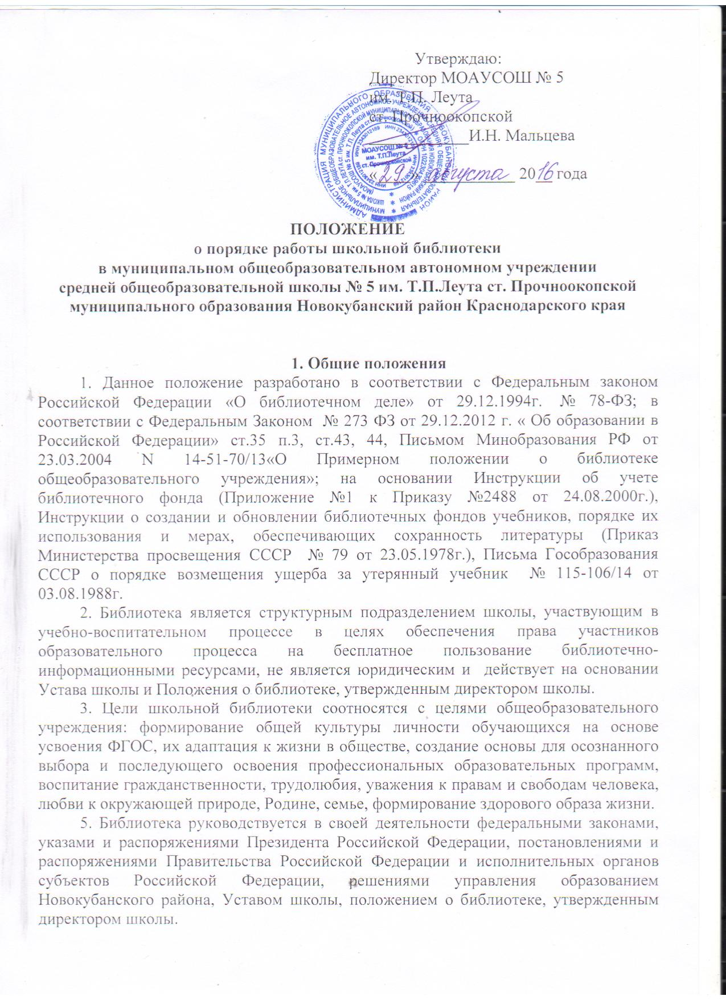 Утверждаю:
Директор МОАУСОШ № 5
им. Т.П. Леута
ст. Прочноокопской
____________И.Н. Мальцева
«29» августа 2016 года
МОАУСОШ № 5
им. Т.П.Леута
ст. Прочноокопской
ПОЛОЖЕНИЕ
о порядке работы школьной библиотеки
в муниципальном общеобразовательном автономном учреждении
средней общеобразовательной школы № 5 им. Т.П.Леута ст. Прочноокопской
муниципального образования Новокубанский район Краснодарского края
1. Общие положения
1. Данное положение разработано в соответствии с Федеральным законом
Российской Федерации «О библиотечном деле» от 29.12.1994г. № 78-ФЗ; в
соответствии с Федеральным Законом № 273 ФЗ от 29.12.2012 г. « Об образовании в
Российской Федерации» ст.35 п.3, ст.43, 44, Письмом Минобразования РФ от
23.03.2004 N 14-51-70/13«О Примерном положении о библиотеке
общеобразовательного учреждения»; на основании Инструкции об учете
библиотечного фонда (Приложение №1 к Приказу №2488 от 24.08.2000г.),
Инструкции о создании и обновлении библиотечных фондов учебников, порядке их
использования и мерах, обеспечивающих сохранность литературы (Приказ
Министерства просвещения СССР № 79 от 23.05.1978г.), Письма Гособразования
СССР о порядке возмещения ущерба за утерянный учебник № 115-106/14 от
03.08.1988г.
2. Библиотека является структурным подразделением школы, участвующим в
учебно-воспитательном процессе в целях обеспечения права участников
образовательного процесса на бесплатное пользование библиотечно-
информационными ресурсами, не является юридическим и действует на основании
Устава школы и Положения о библиотеке, утвержденным директором школы.
3. Цели школьной библиотеки соотносятся с целями общеобразовательного
учреждения: формирование общей культуры личности обучающихся на основе
усвоения ФГОС, их адаптация к жизни в обществе, создание основы для осознанного
выбора и последующего освоения профессиональных образовательных программ,
воспитание гражданственности, трудолюбия, уважения к правам и свободам человека,
любви к окружающей природе, Родине, семье, формирование здорового образа жизни.
5. Библиотека руководствуется в своей деятельности федеральными законами,
указами и распоряжениями Президента Российской Федерации, постановлениями и
распоряжениями Правительства Российской Федерации и исполнительных органов
субъектов Российской Федерации, решениями управления образованием
Новокубанского района, Уставом школы, положением о библиотеке, утвержденным
директором школы.